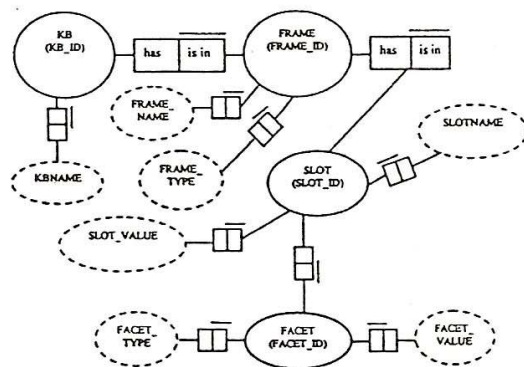 KB
(KB_ID)
has
is in
FRAME
(FRAME_ID)
has
is in
FRAME_
NAME
SLOTNAME
FRAME_
TYPE
KBNAME
SLOT
(SLOT_ID)
SLOT_VALUE
FACET_
TYPE
FACET
(FACET_ID)
FACET_
VALUE